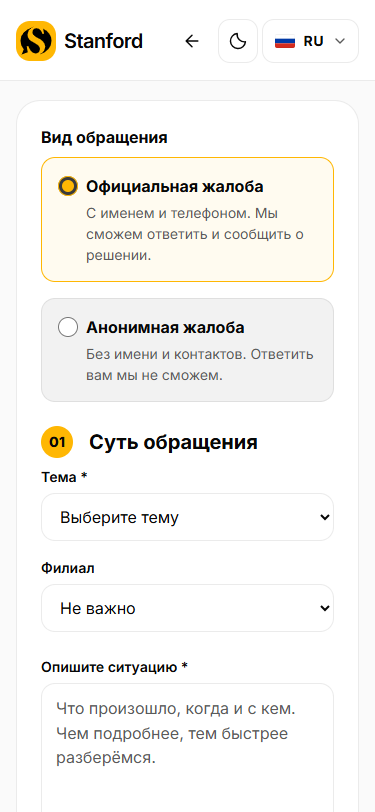 Stanford
RU
Вид обращения
Официальная жалоба
С именем и телефоном. Мы
сможем ответить и сообщить о
решении.
Анонимная жалоба
Без имени и контактов. Ответить
вам мы не сможем.
01 Суть обращения
Тема *
Выберите тему
Филиал
Не важно
Опишите ситуацию *
Что произошло, когда и с кем.
Чем подробнее, тем быстрее
разберёмся.